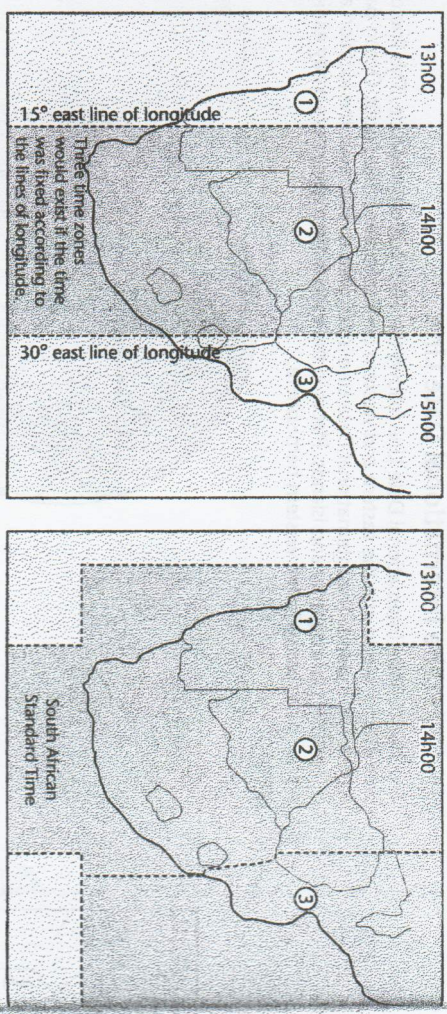 13h00
14h00
15h00
①
②
③
15° east line of longitude
30° east line of longitude
Three time zones
would exist if the time
was fixed according to
the lines of longitude.
13h00
14h00
①
②
③
South African
Standard Time